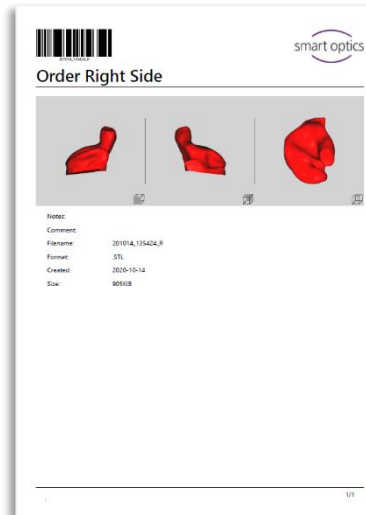 201014_135424_R
smart optics
Order Right Side
Notes:
Comment:
Filename: 201014_135424_R
Format: STL
Created: 2020-10-14
Size: 905KiB
1/1